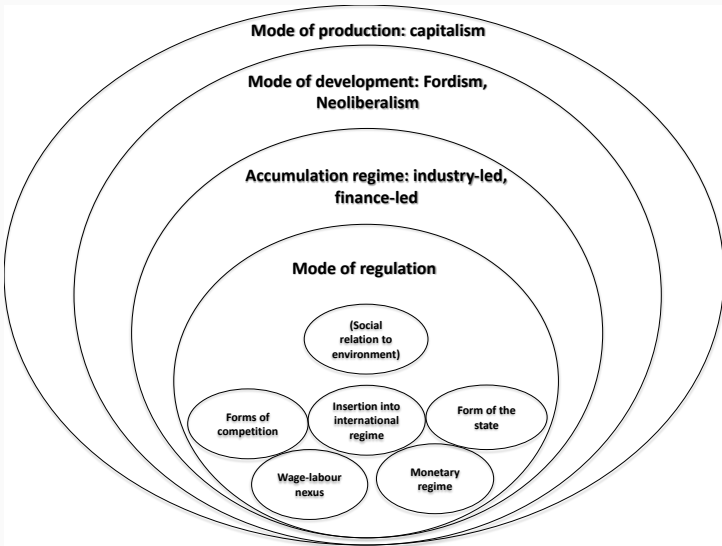 Mode of production: capitalism
Mode of development: Fordism,
Neoliberalism
Accumulation regime: industry-led,
finance-led
Mode of regulation
(Social
relation to
environment)
Forms of
competition
Insertion into
international
regime
Form of the
state
Wage-labour
nexus
Monetary
regime